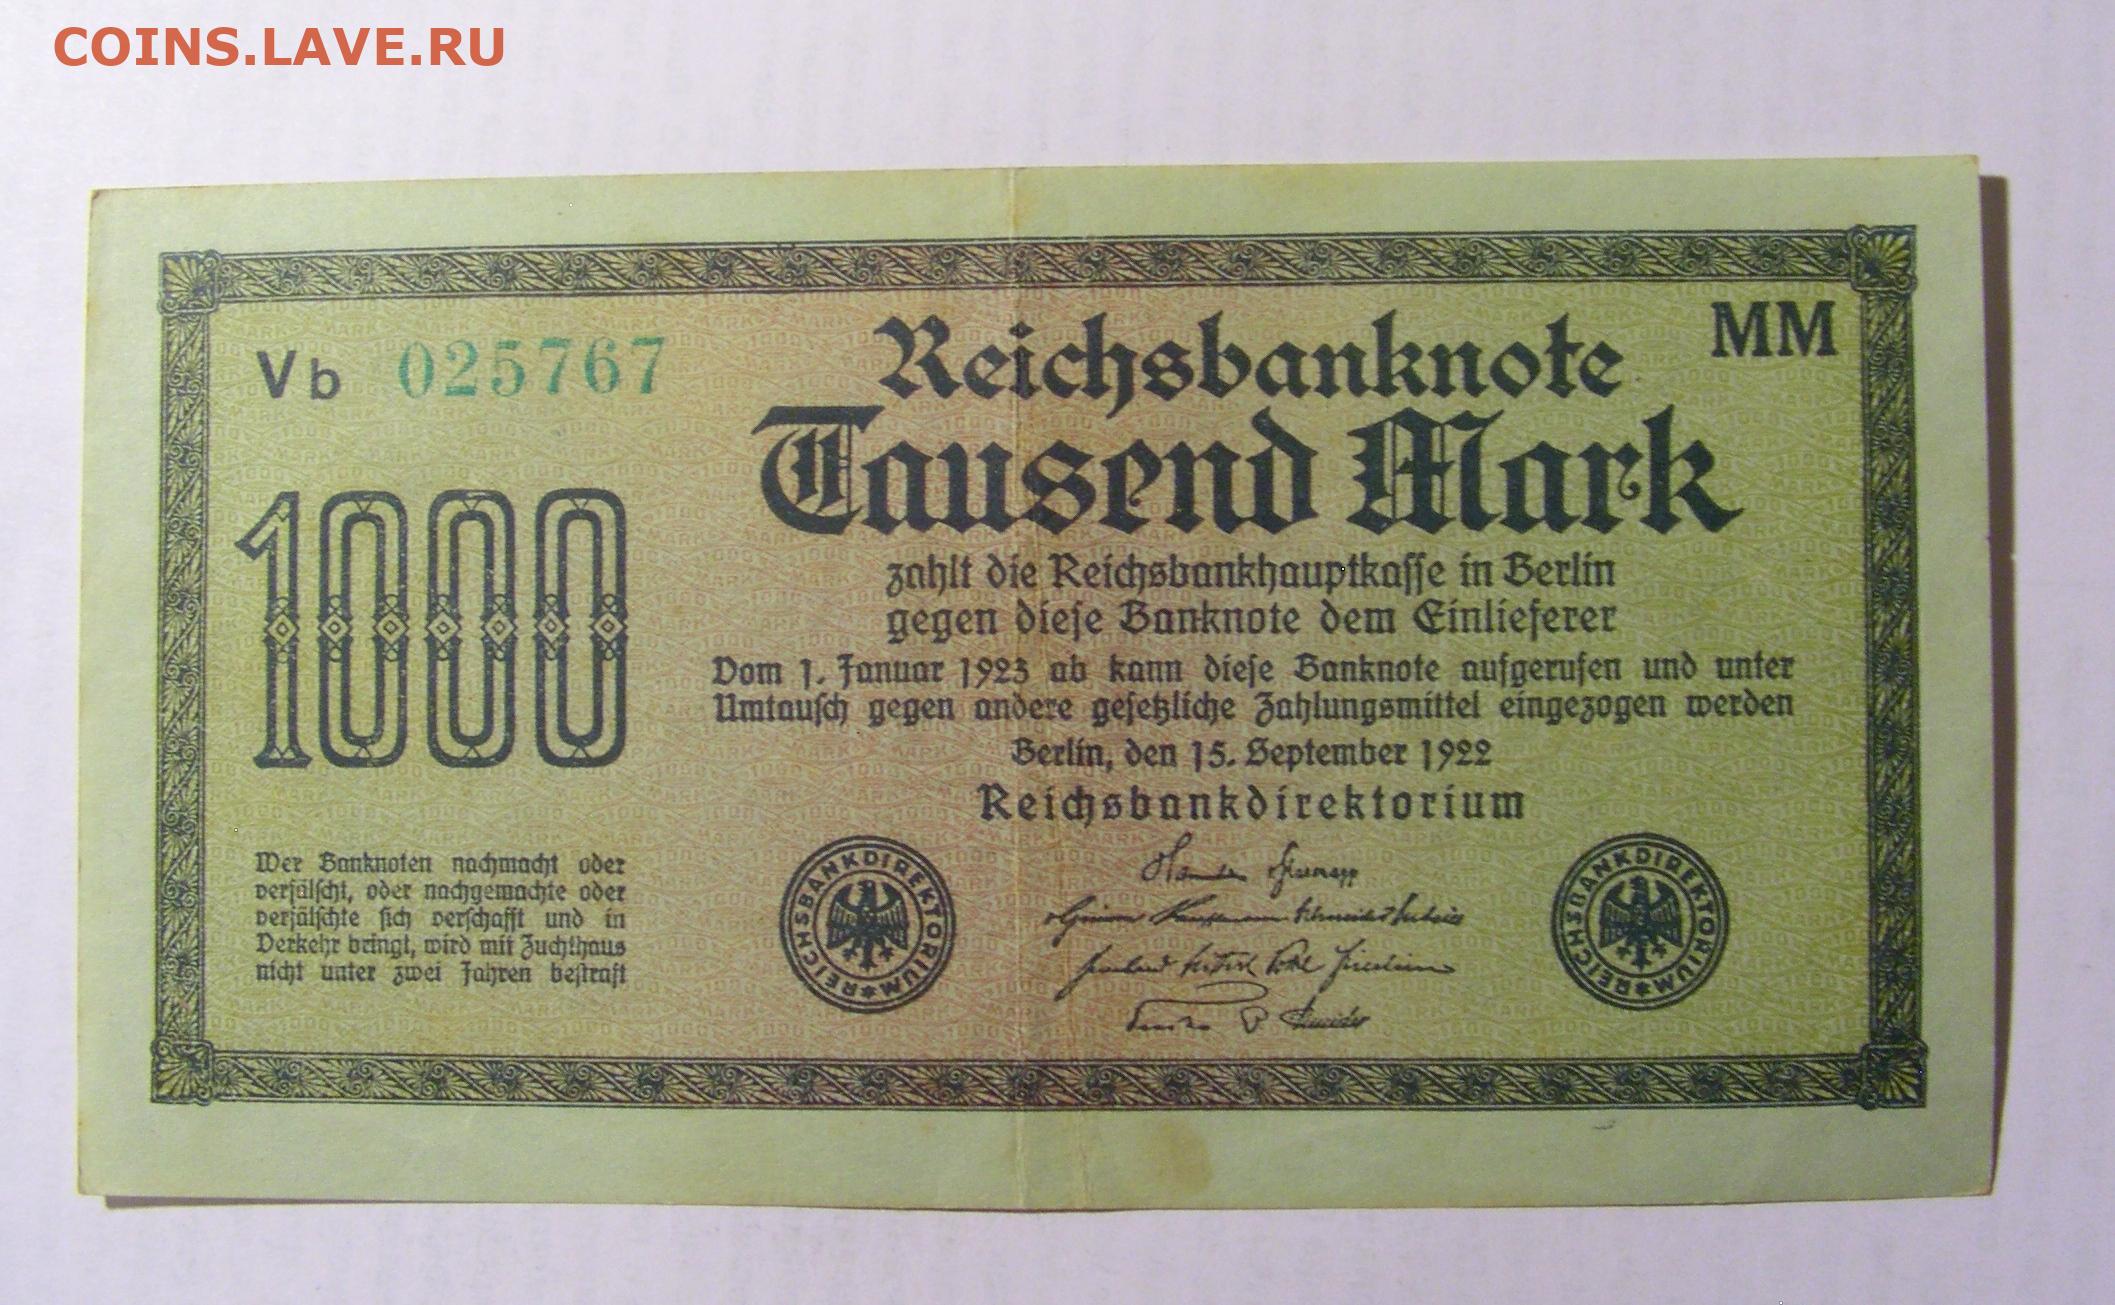 COINS.LAVE.RU
Vb 025767
Reichsbanknote
MM
Tausend Mark
1000
zahlt die Reichsbankhauptkasse in Berlin
gegen diese Banknote dem Einlieferer
Vom 1. Januar 1923 ab kann diese Banknote aufgerufen und unter
Umtausch gegen andere gesetzliche Zahlungsmittel eingezogen werden
Berlin, den 15. September 1922
Reichsbankdirektorium
Wer Banknoten nachmacht oder
verfälscht, oder nachgemachte oder
verfälschte sich verschafft und in
Verkehr bringt, wird mit Zuchthaus
nicht unter zwei Jahren bestraft
REICHSBANKDIREKTORIUM
REICHSBANKDIREKTORIUM